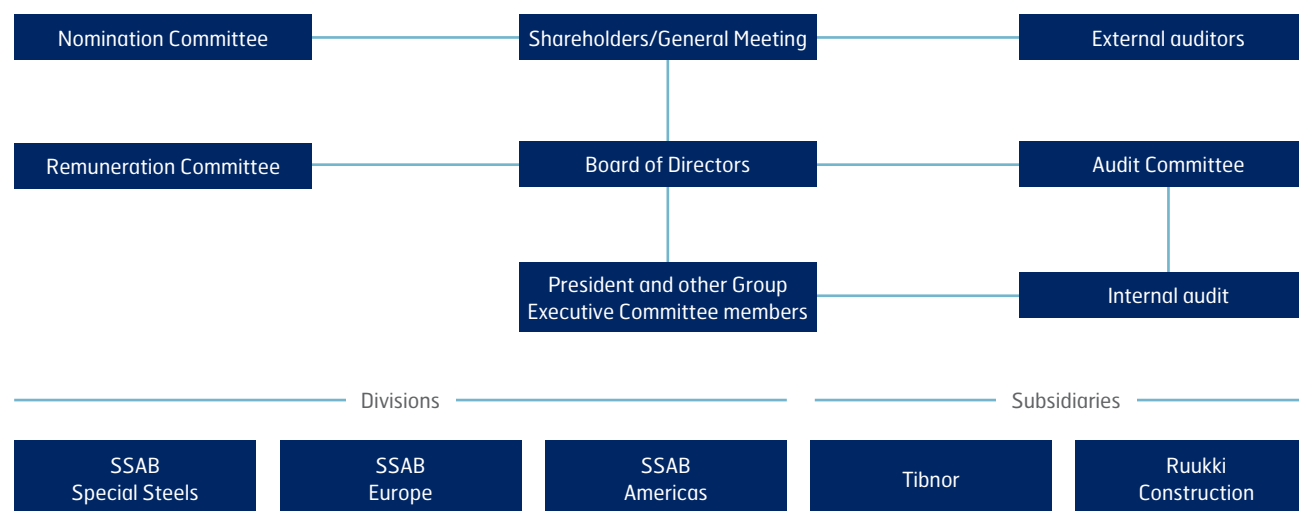 Nomination Committee
Shareholders/General Meeting
External auditors
Remuneration Committee
Board of Directors
Audit Committee
President and other Group
Executive Committee members
Internal audit
Divisions
Subsidiaries
SSAB
Special Steels
SSAB
Europe
SSAB
Americas
Tibnor
Ruukki
Construction